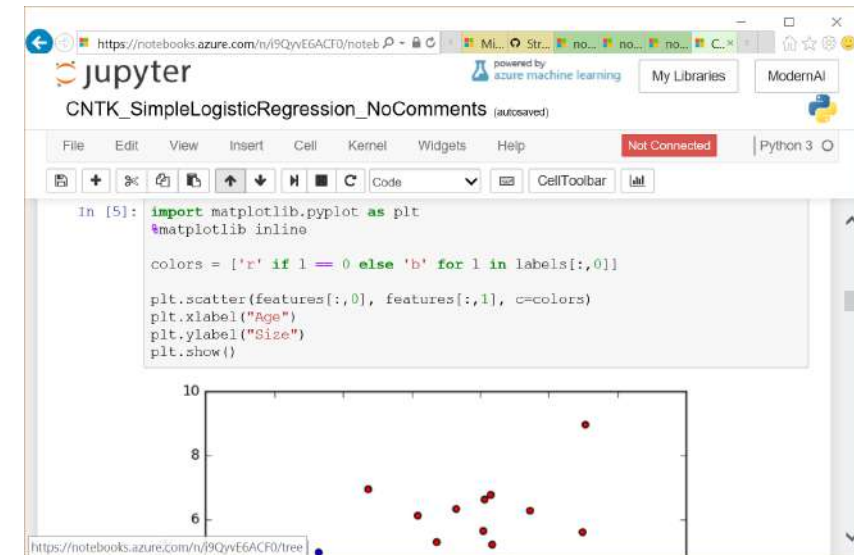 https://notebooks.azure.com/n/i9QyvE6ACF0/noteb
Mi...
Str...
no...
no...
no...
C...
jupyter
powered by
azure machine learning
My Libraries
ModernAI
CNTK_SimpleLogisticRegression_NoComments (autosaved)
File Edit View Insert Cell Kernel Widgets Help
Not Connected
Python 3
Code
CellToolbar
In [5]: import matplotlib.pyplot as plt
%matplotlib inline
colors = ['r' if l == 0 else 'b' for l in labels[:,0]]
plt.scatter(features[:,0], features[:,1], c=colors)
plt.xlabel("Age")
plt.ylabel("Size")
plt.show()
10
8
6
https://notebooks.azure.com/n/i9QyvE6ACF0/tree